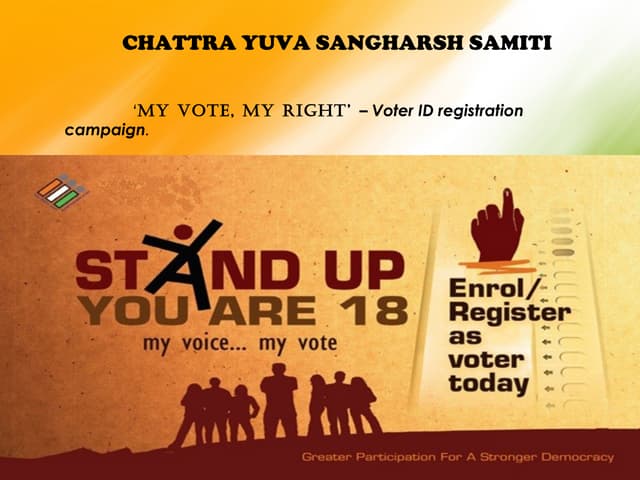 CHATTRA YUVA SANGHARSH SAMITI
‘MY VOTE, MY RIGHT’ – Voter ID registration
campaign.
STAND UP
YOU ARE 18
my voice... my vote
Enrol/
Register
as
voter
today
Greater Participation For A Stronger Democracy